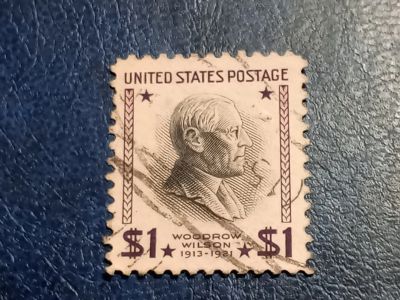 UNITED STATES POSTAGE
WOODROW
WILSON
$1 1913-1921 $1